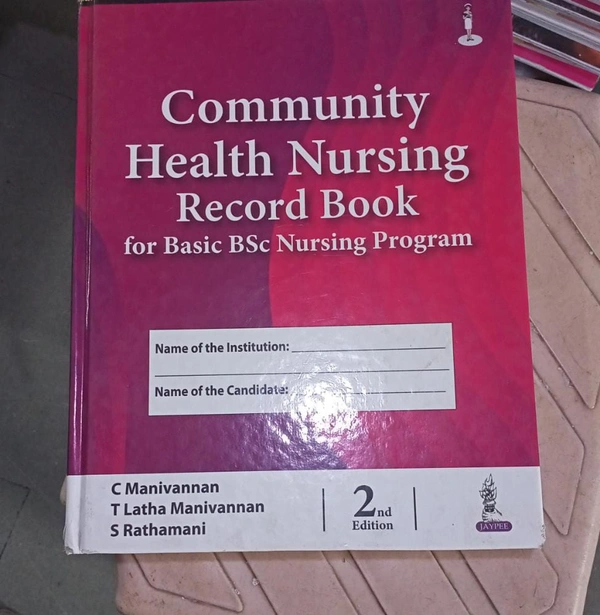 Community
Health Nursing
Record Book
for Basic BSc Nursing Program
Name of the Institution:
Name of the Candidate:
C Manivannan
T Latha Manivannan
S Rathamani
2nd
Edition
JAYPEE